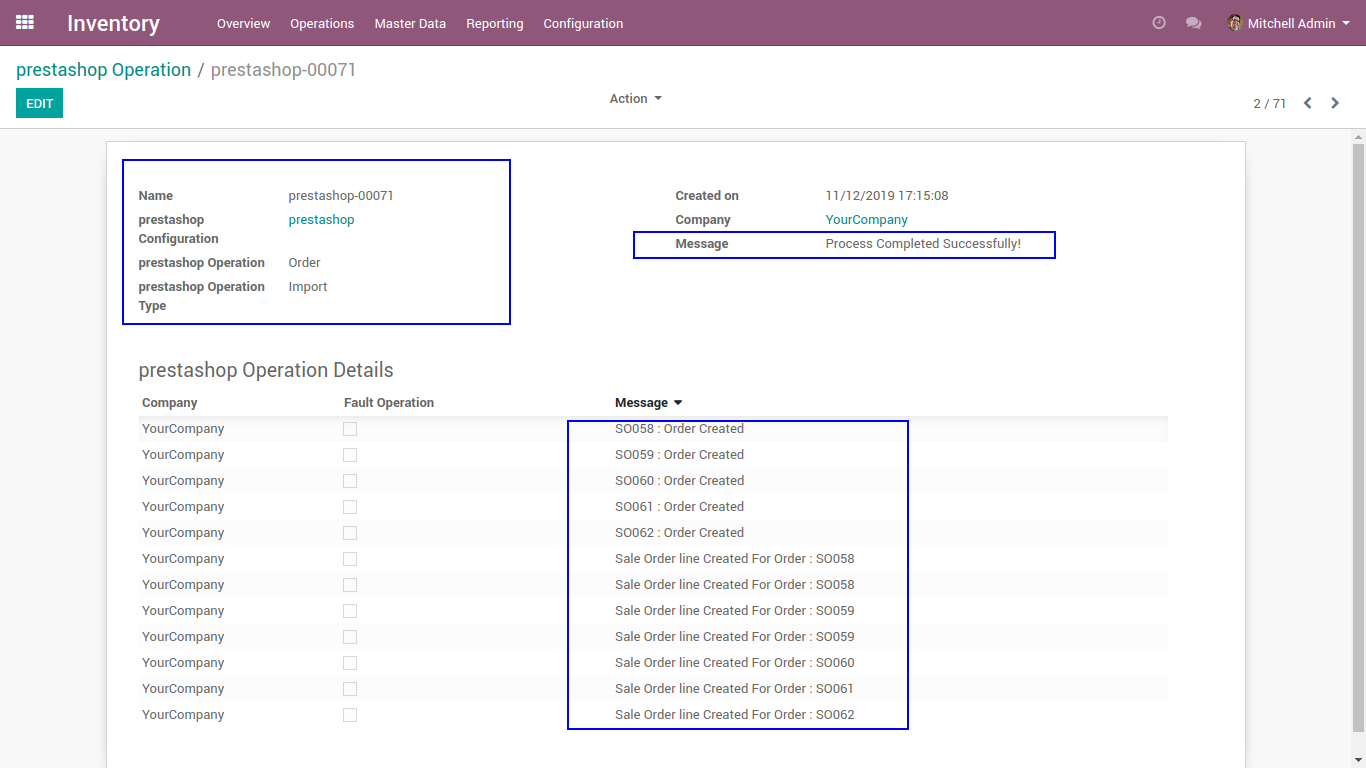 Inventory Overview Operations Master Data Reporting Configuration Mitchell Admin
prestashop Operation / prestashop-00071
EDIT Action 2 / 71
Name prestashop-00071 Created on 11/12/2019 17:15:08
prestashop prestashop Company YourCompany
Configuration Message Process Completed Successfully!
prestashop Operation Order
prestashop Operation Import
Type
prestashop Operation Details
Company Fault Operation Message
YourCompany SO058 : Order Created
YourCompany SO059 : Order Created
YourCompany SO060 : Order Created
YourCompany SO061 : Order Created
YourCompany SO062 : Order Created
YourCompany Sale Order line Created For Order : SO058
YourCompany Sale Order line Created For Order : SO058
YourCompany Sale Order line Created For Order : SO059
YourCompany Sale Order line Created For Order : SO059
YourCompany Sale Order line Created For Order : SO060
YourCompany Sale Order line Created For Order : SO061
YourCompany Sale Order line Created For Order : SO062